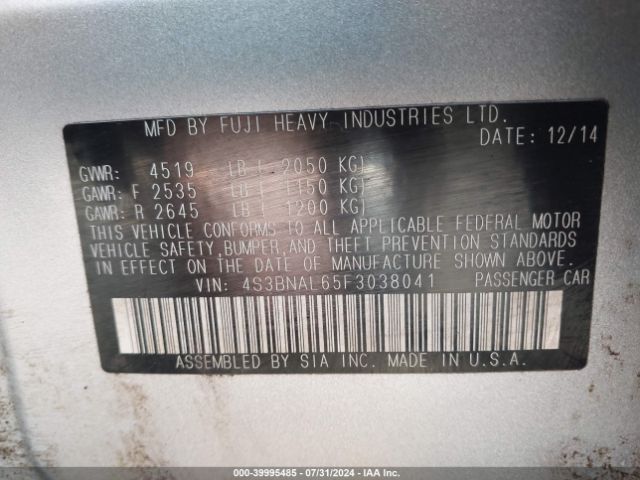 MFD BY FUJI HEAVY INDUSTRIES LTD.
DATE: 12/14
GVWR: 4519 LB ( 2050 KG)
GAWR: F 2535 LB ( 1150 KG)
GAWR: R 2645 LB ( 1200 KG)
THIS VEHICLE CONFORMS TO ALL APPLICABLE FEDERAL MOTOR
VEHICLE SAFETY, BUMPER, AND THEFT PREVENTION STANDARDS
IN EFFECT ON THE DATE OF MANUFACTURE SHOWN ABOVE.
VIN: 4S3BNAL65F3038041 PASSENGER CAR
ASSEMBLED BY SIA INC. MADE IN U.S.A.
000-39995485 - 07/31/2024 - IAA Inc.